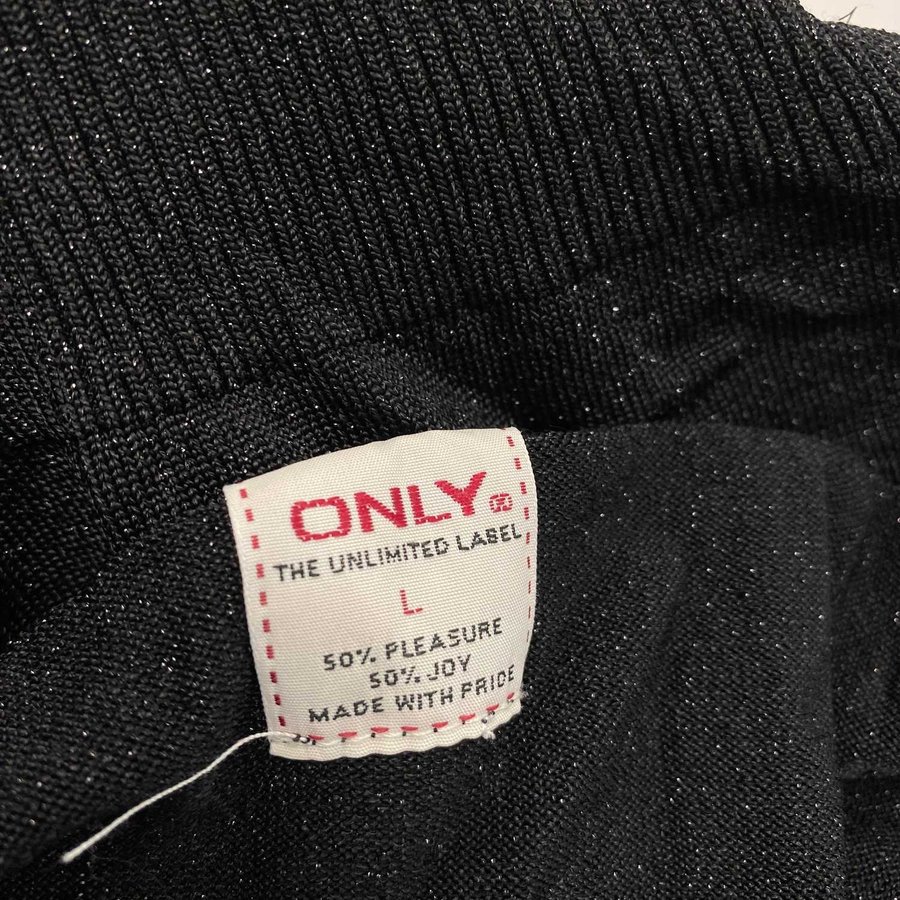 ONLY®
THE UNLIMITED LABEL
L
50% PLEASURE
50% JOY
MADE WITH PRIDE